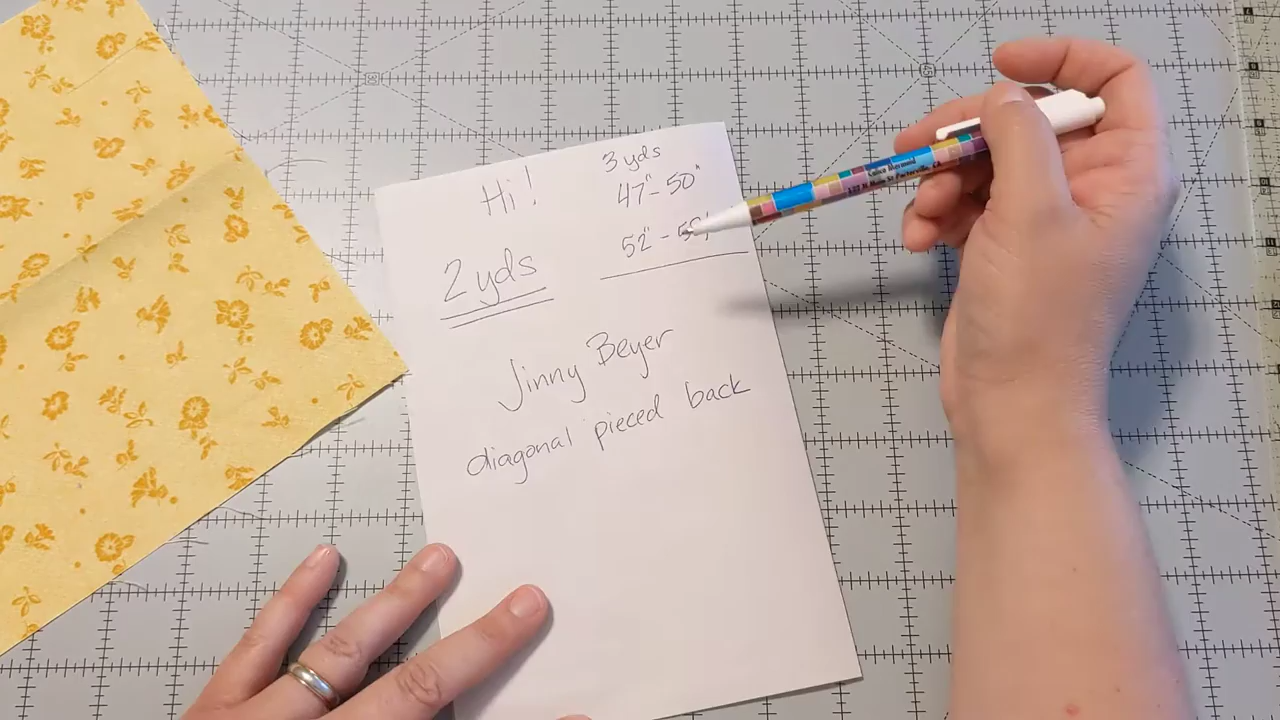 Hi!
2 yds
3 yds
47" - 50"
52" -
Jinny Beyer
diagonal pieced back